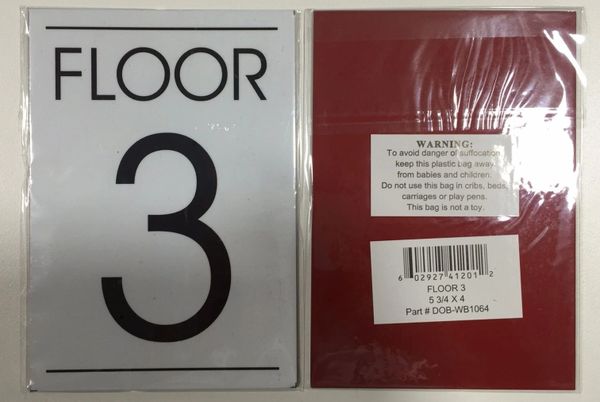 FLOOR
3
WARNING:
To avoid danger of suffocation
keep this plastic bag away
from babies and children.
Do not use this bag in cribs, beds,
carriages or play pens.
This bag is not a toy.
6 02927 41201 2
FLOOR 3
5 3/4 X 4
Part # DOB-WB1064